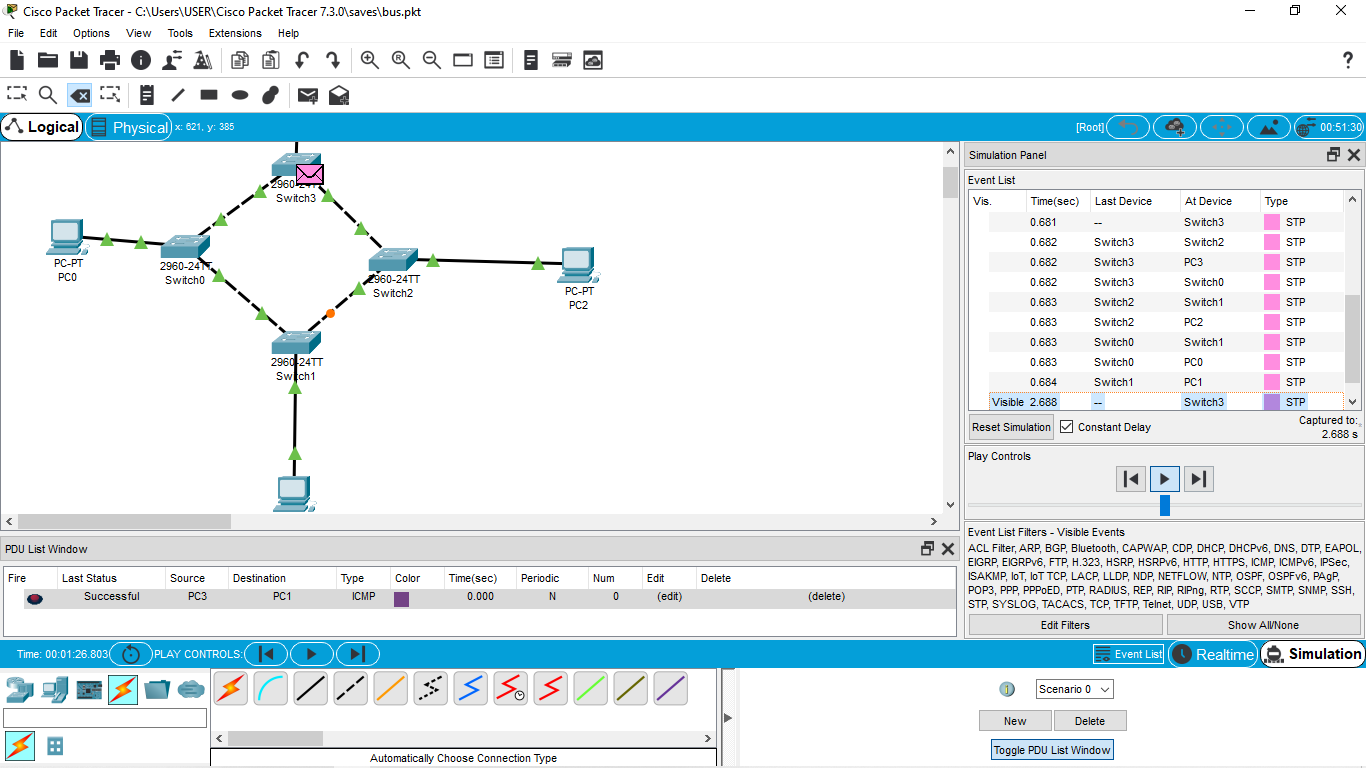 Cisco Packet Tracer - C:\Users\USER\Cisco Packet Tracer 7.3.0\saves\bus.pkt
File Edit Options View Tools Extensions Help
?
Logical Physical x: 621, y: 385 [Root] 00:51:30
2960-24TT
Switch3
PC-PT
PC0
2960-24TT
Switch0
2960-24TT
Switch2
PC-PT
PC2
2960-24TT
Switch1
Simulation Panel
Event List
Vis. Time(sec) Last Device At Device Type
0.681 -- Switch3 STP
0.682 Switch3 Switch2 STP
0.682 Switch3 PC3 STP
0.682 Switch3 Switch0 STP
0.683 Switch2 Switch1 STP
0.683 Switch2 PC2 STP
0.683 Switch0 Switch1 STP
0.683 Switch0 PC0 STP
0.684 Switch1 PC1 STP
Visible 2.688 -- Switch3 STP
Reset Simulation Constant Delay Captured to:
2.688 s
Play Controls
Event List Filters - Visible Events
ACL Filter, ARP, BGP, Bluetooth, CAPWAP, CDP, DHCP, DHCPv6, DNS, DTP, EAPOL,
EIGRP, EIGRPv6, FTP, H.323, HSRP, HSRPv6, HTTP, HTTPS, ICMP, ICMPv6, IPSec,
ISAKMP, IoT, IoT TCP, LACP, LLDP, NDP, NETFLOW, NTP, OSPF, OSPFv6, PAgP,
POP3, PPP, PPPoED, PTP, RADIUS, REP, RIP, RIPng, RTP, SCCP, SMTP, SNMP, SSH,
STP, SYSLOG, TACACS, TCP, TFTP, Telnet, UDP, USB, VTP
Edit Filters Show All/None
PDU List Window
Fire Last Status Source Destination Type Color Time(sec) Periodic Num Edit Delete
Successful PC3 PC1 ICMP 0.000 N 0 (edit) (delete)
Time: 00:01:26.803 PLAY CONTROLS: Event List Realtime Simulation
Scenario 0
New Delete
Toggle PDU List Window
Automatically Choose Connection Type